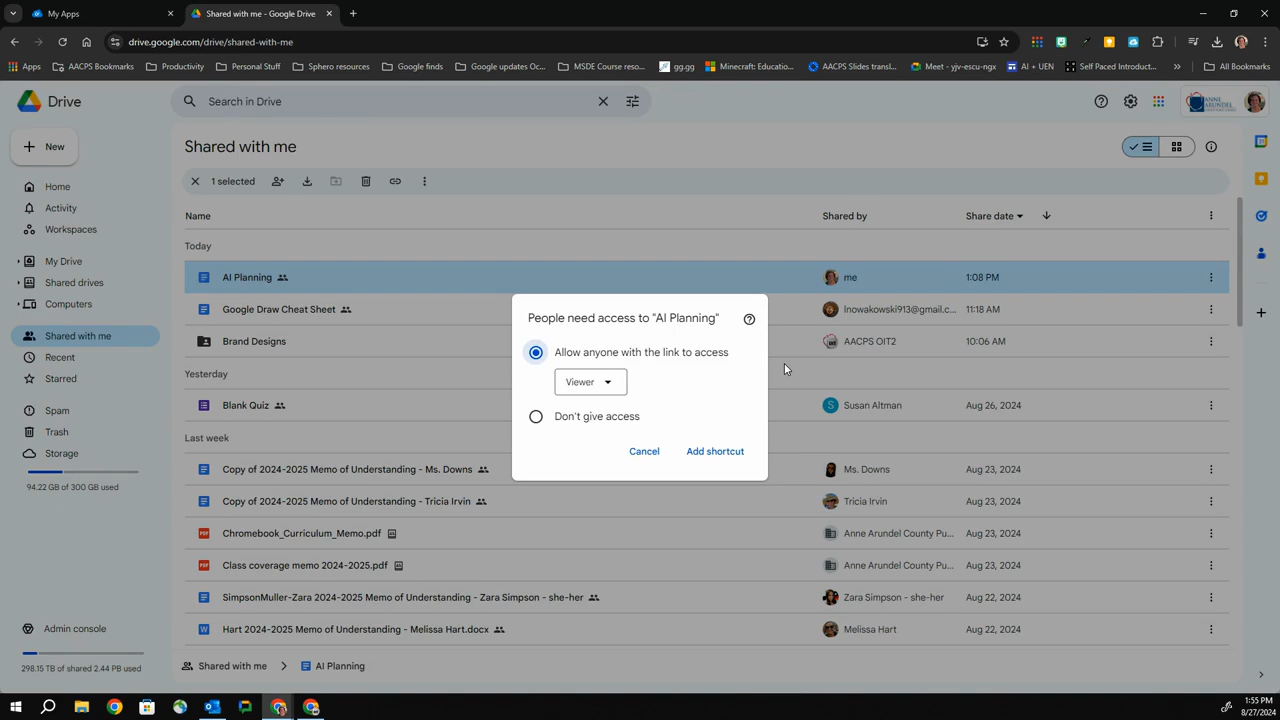 My Apps
Shared with me - Google Drive
drive.google.com/drive/shared-with-me
Apps
AACPS Bookmarks
Productivity
Personal Stuff
Sphero resources
Google finds
Google updates Oc...
MSDE Course reso...
gg.gg
Minecraft: Educatio...
AACPS Slides transl...
Meet - yjv-escu-ngx
AI + UEN
Self Paced Introduct...
All Bookmarks
Drive
Search in Drive
ANNE ARUNDEL
New
Shared with me
1 selected
Home
Activity
Workspaces
My Drive
Shared drives
Computers
Shared with me
Recent
Starred
Spam
Trash
Storage
94.22 GB of 300 GB used
Admin console
298.15 TB of shared 2.44 PB used
Name Shared by Share date
Today
AI Planning me 1:08 PM
Google Draw Cheat Sheet lnowakowski913@gmail.c... 11:18 AM
Brand Designs AACPS OIT2 10:06 AM
Yesterday
Blank Quiz S Susan Altman Aug 26, 2024
Last week
Copy of 2024-2025 Memo of Understanding - Ms. Downs Ms. Downs Aug 23, 2024
Copy of 2024-2025 Memo of Understanding - Tricia Irvin Tricia Irvin Aug 23, 2024
PDF Chromebook_Curriculum_Memo.pdf Anne Arundel County Pu... Aug 23, 2024
PDF Class coverage memo 2024-2025.pdf Anne Arundel County Pu... Aug 23, 2024
SimpsonMuller-Zara 2024-2025 Memo of Understanding - Zara Simpson - she-her Zara Simpson - she-her Aug 22, 2024
W Hart 2024-2025 Memo of Understanding - Melissa Hart.docx Melissa Hart Aug 22, 2024
Shared with me
AI Planning
People need access to "AI Planning"
Allow anyone with the link to access
Viewer
Don't give access
Cancel
Add shortcut
1:55 PM
8/27/2024